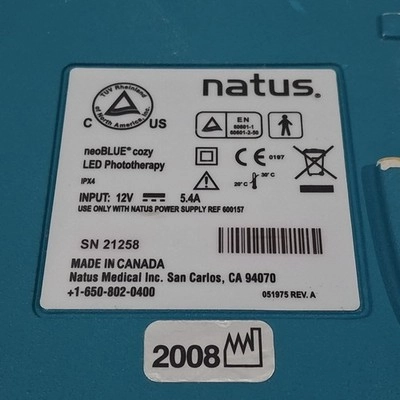 TÜV Rheinland
of North America, Inc.
C US
natus.
EN
60601-1
60601-2-50
neoBLUE® cozy
LED Phototherapy
IPX4
CE 0197
20°C 30°C
INPUT: 12V 5.4A
USE ONLY WITH NATUS POWER SUPPLY REF 600157
SN 21258
MADE IN CANADA
Natus Medical Inc. San Carlos, CA 94070
+1-650-802-0400
051975 REV. A
2008